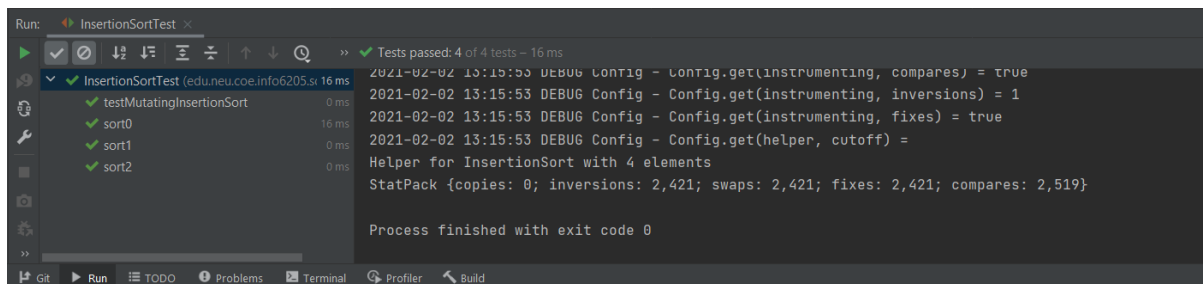 Run: InsertionSortTest ×
>> Tests passed: 4 of 4 tests – 16 ms
InsertionSortTest (edu.neu.coe.info6205.s 16 ms
testMutatingInsertionSort 0 ms
sort0 16 ms
sort1 0 ms
sort2 0 ms
2021-02-02 13:15:53 DEBUG Config - Config.get(instrumenting, compares) = true
2021-02-02 13:15:53 DEBUG Config - Config.get(instrumenting, inversions) = 1
2021-02-02 13:15:53 DEBUG Config - Config.get(instrumenting, fixes) = true
2021-02-02 13:15:53 DEBUG Config - Config.get(helper, cutoff) =
Helper for InsertionSort with 4 elements
StatPack {copies: 0; inversions: 2,421; swaps: 2,421; fixes: 2,421; compares: 2,519}
Process finished with exit code 0
>>
Git Run TODO Problems Terminal Profiler Build